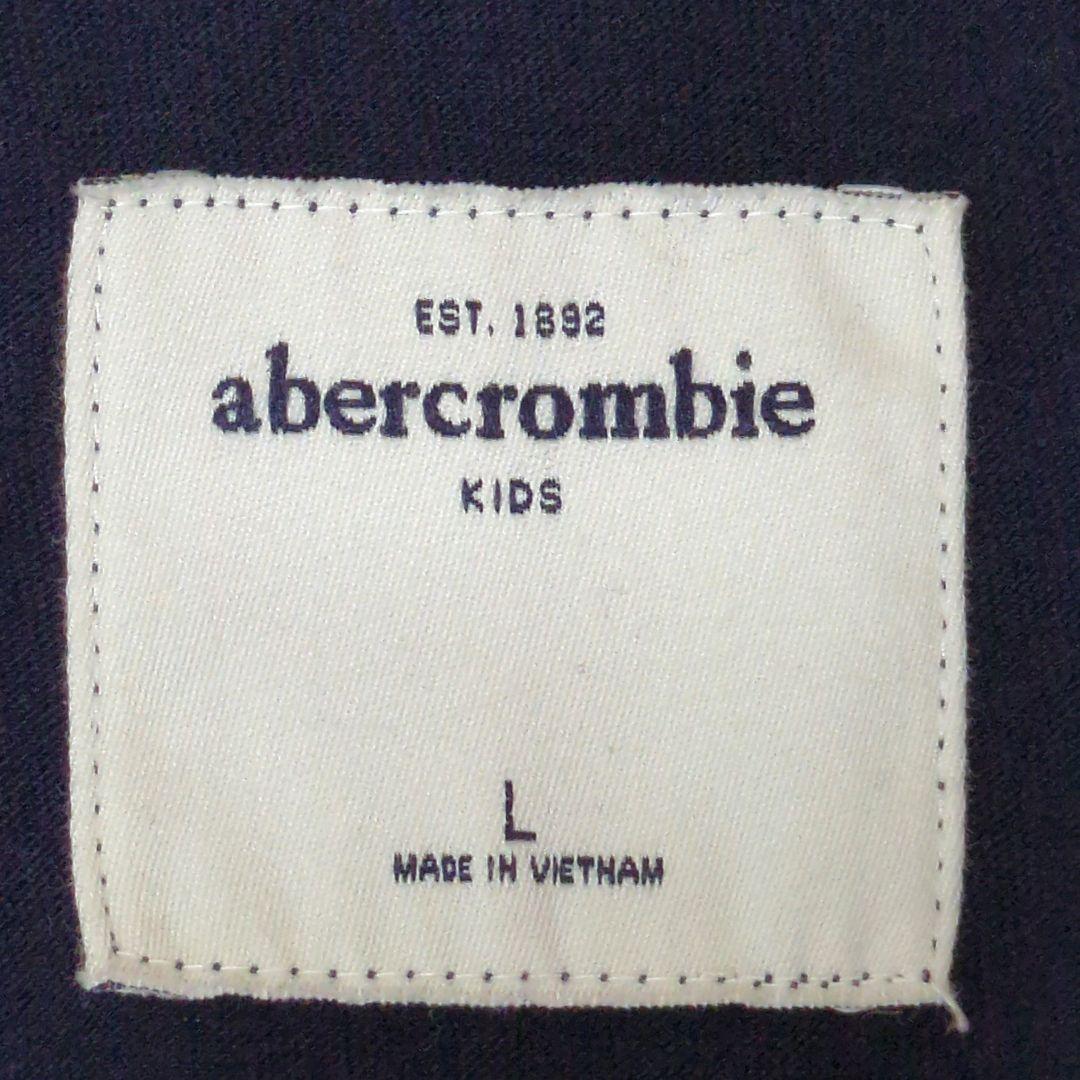 EST. 1892
abercrombie
KIDS
L
MADE IN VIETNAM